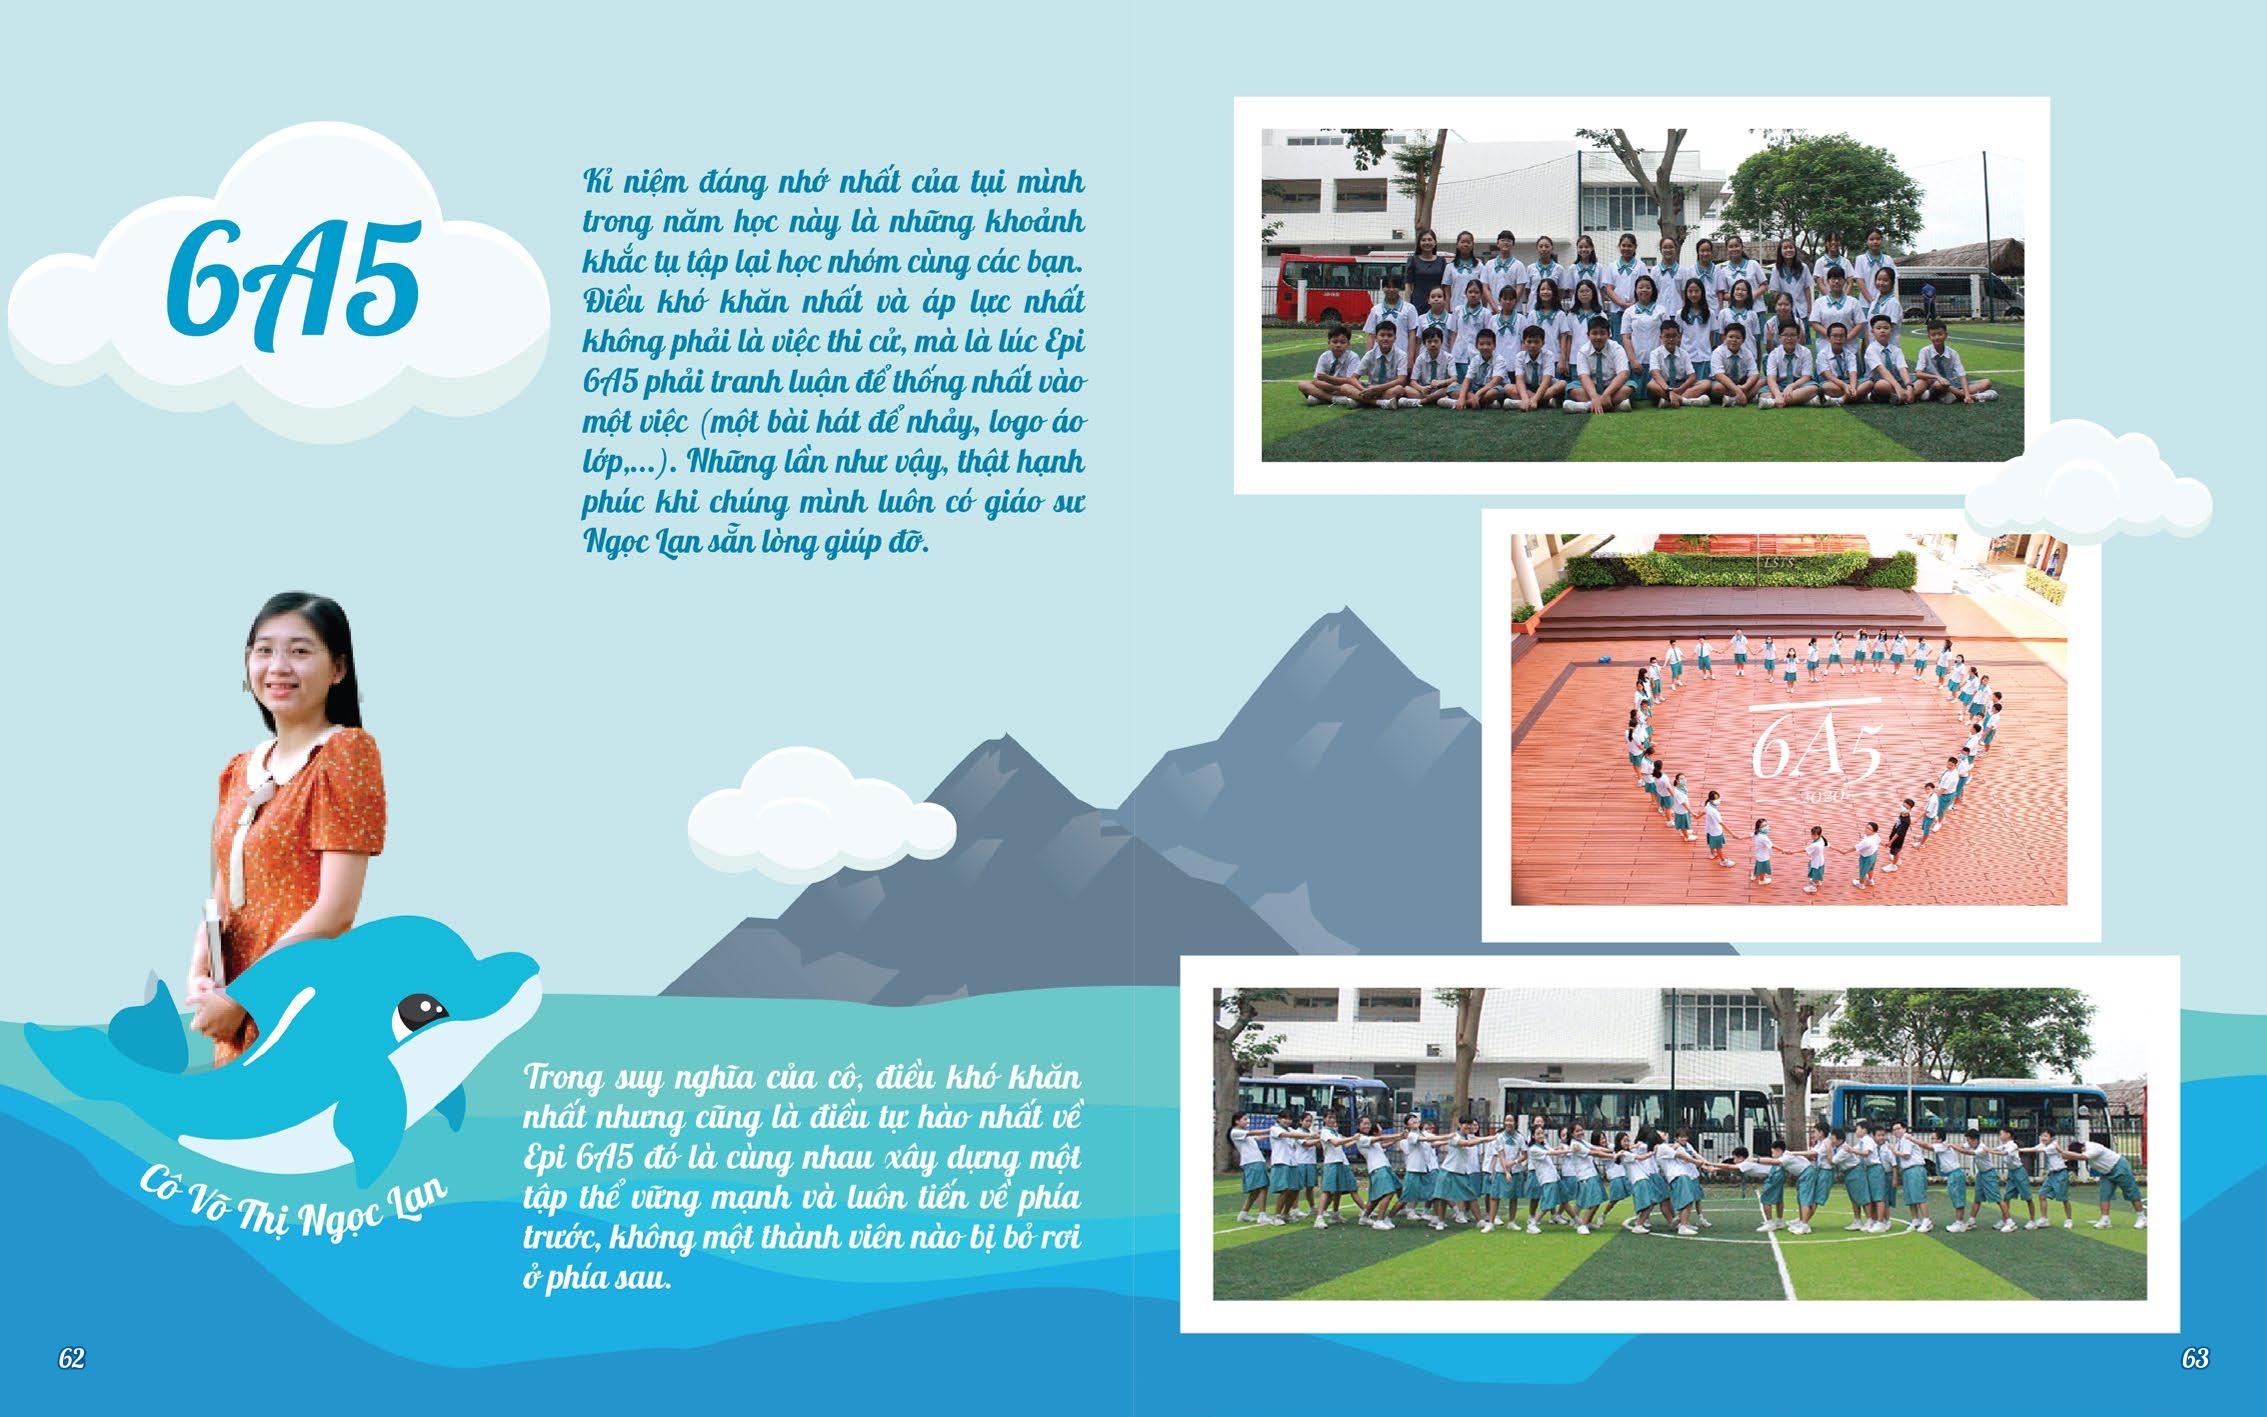 6A5
Kỉ niệm đáng nhớ nhất của tụi mình
trong năm học này là những khoảnh
khắc tụ tập lại học nhóm cùng các bạn.
Điều khó khăn nhất và áp lực nhất
không phải là việc thi cử, mà là lúc Epi
6A5 phải tranh luận để thống nhất vào
một việc (một bài hát để nhảy, logo áo
lớp,...). Những lần như vậy, thật hạnh
phúc khi chúng mình luôn có giáo sư
Ngọc Lan sẵn lòng giúp đỡ.
Cô Võ Thị Ngọc Lan
Trong suy nghĩa của cô, điều khó khăn
nhất nhưng cũng là điều tự hào nhất về
Epi 6A5 đó là cùng nhau xây dựng một
tập thể vững mạnh và luôn tiến về phía
trước, không một thành viên nào bị bỏ rơi
ở phía sau.
62
LSTS
6A5
2020
63